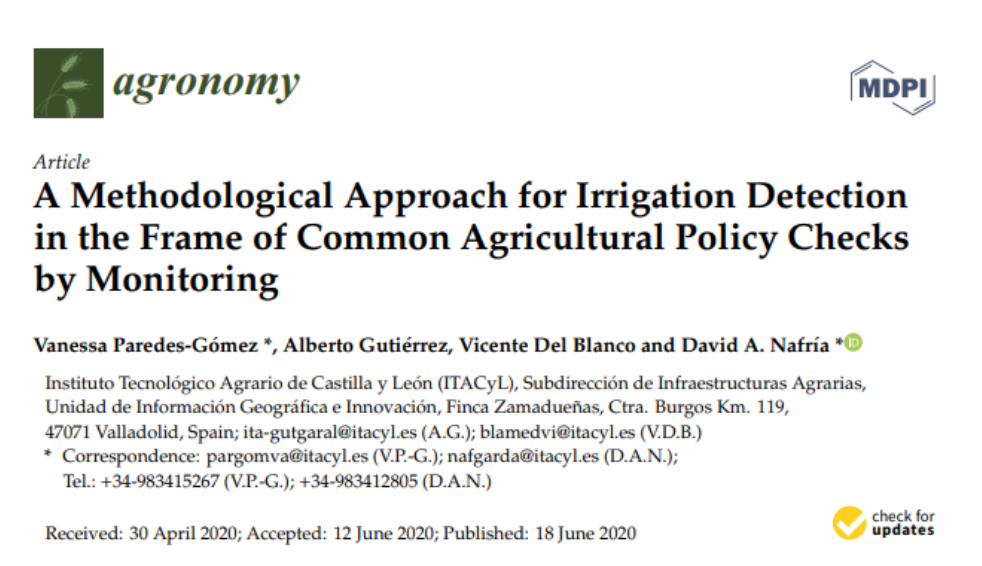 agronomy
MDPI
Article
A Methodological Approach for Irrigation Detection
in the Frame of Common Agricultural Policy Checks
by Monitoring
Vanessa Paredes-Gómez *, Alberto Gutiérrez, Vicente Del Blanco and David A. Nafría * iD
Instituto Tecnológico Agrario de Castilla y León (ITACyL), Subdirección de Infraestructuras Agrarias,
Unidad de Información Geográfica e Innovación, Finca Zamadueñas, Ctra. Burgos Km. 119,
47071 Valladolid, Spain; ita-gutgaral@itacyl.es (A.G.); blamedvi@itacyl.es (V.D.B.)
* Correspondence: pargomva@itacyl.es (V.P.-G.); nafgarda@itacyl.es (D.A.N.);
Tel.: +34-983415267 (V.P.-G.); +34-983412805 (D.A.N.)
Received: 30 April 2020; Accepted: 12 June 2020; Published: 18 June 2020
check for
updates